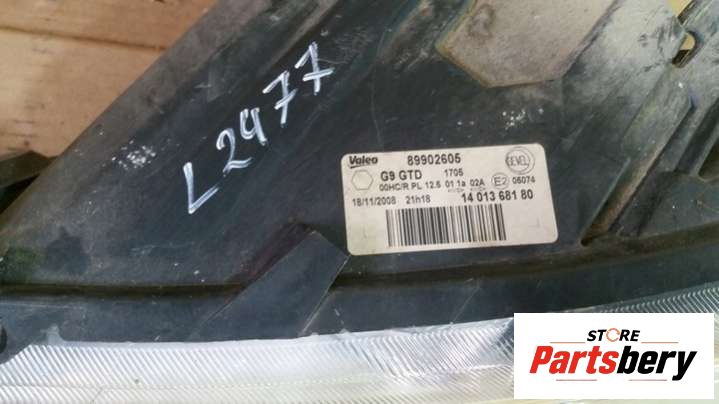 L2477
Valeo 89902605
G9 GTD 1705
00HC/R PL 12.5 01 1a 02A E2 05074
18/11/2008 21h18 14 013 681 80
STORE
Partsbery